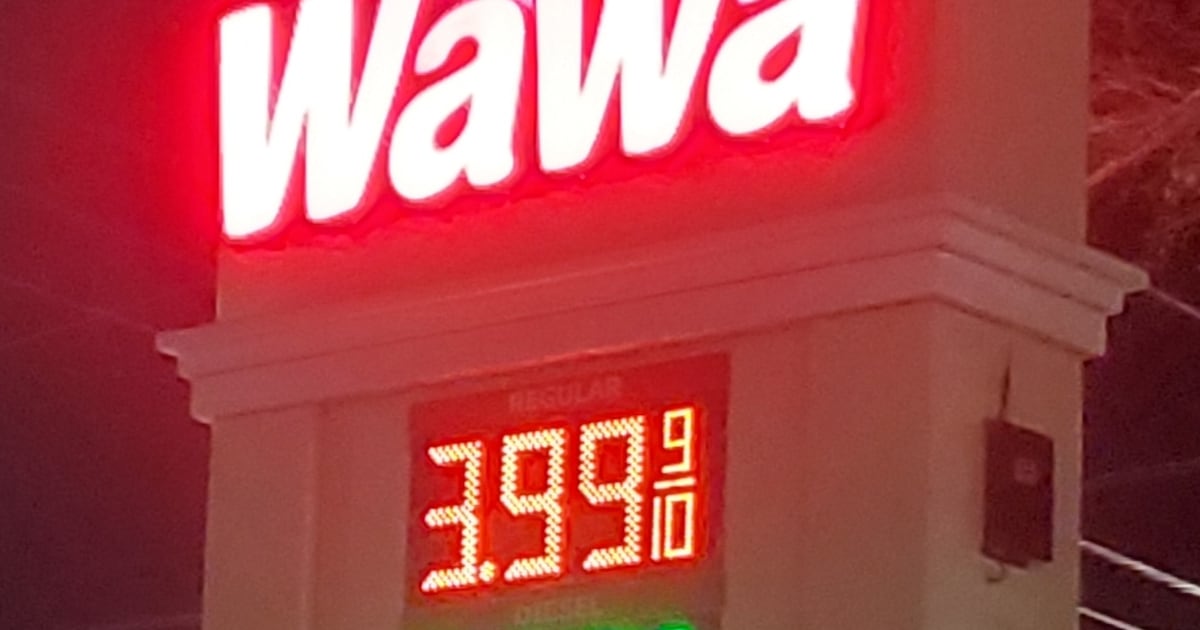 Wawa
REGULAR
3.99 9/10
DIESEL